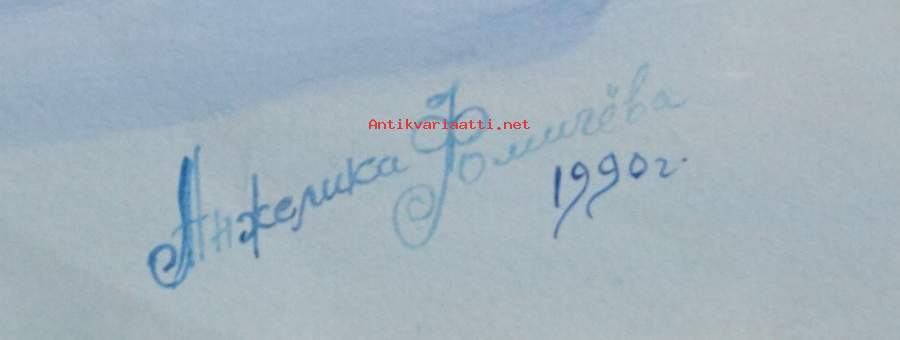 Antikvariaatti.net
Анжелика Фомичёва
1990г.